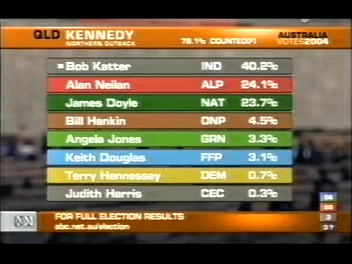 QLD KENNEDY
NORTHERN OUTBACK
78.1% COUNTED(F)
AUSTRALIA
VOTES2004
Bob Katter IND 40.2%
Alan Neilan ALP 24.1%
James Doyle NAT 23.7%
Bill Hankin ONP 4.5%
Angela Jones GRN 3.3%
Keith Douglas FFP 3.1%
Terry Hennessey DEM 0.7%
Judith Harris CEC 0.3%
FOR FULL ELECTION RESULTS
abc.net.au/election
3